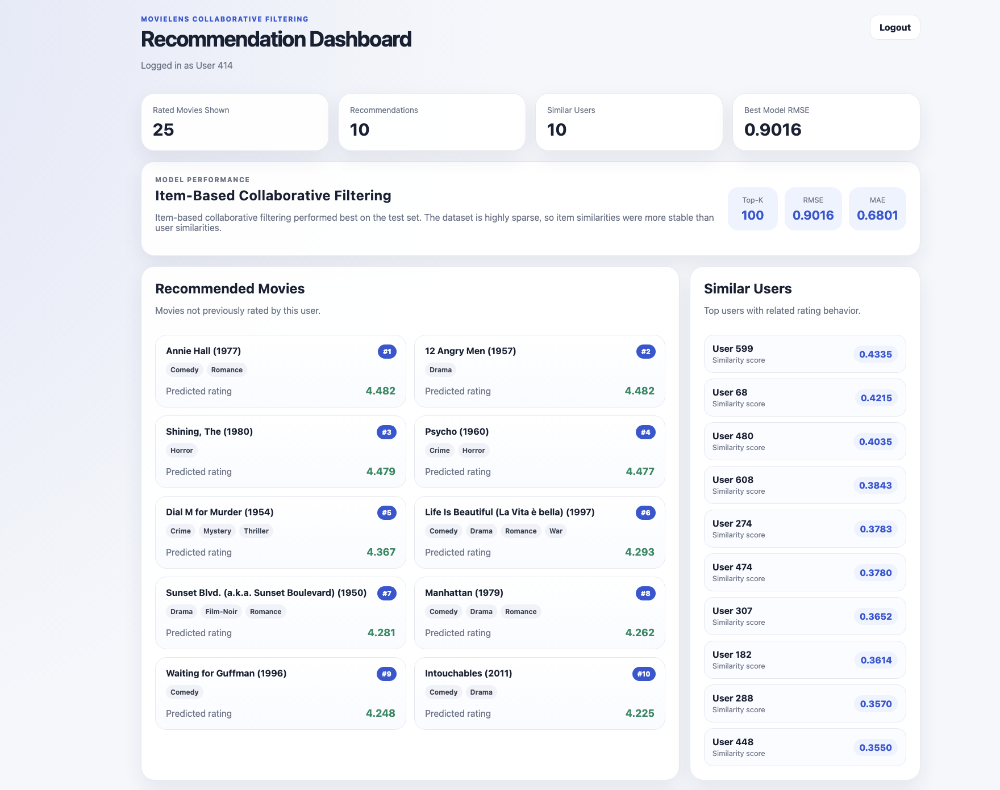 MOVIELENS COLLABORATIVE FILTERING
Recommendation Dashboard
Logged in as User 414
Logout
Rated Movies Shown
25
Recommendations
10
Similar Users
10
Best Model RMSE
0.9016
MODEL PERFORMANCE
Item-Based Collaborative Filtering
Item-based collaborative filtering performed best on the test set. The dataset is highly sparse, so item similarities were more stable than
user similarities.
Top-K
100
RMSE
0.9016
MAE
0.6801
Recommended Movies
Movies not previously rated by this user.
Annie Hall (1977)
#1
Comedy Romance
Predicted rating
4.482
12 Angry Men (1957)
#2
Drama
Predicted rating
4.482
Shining, The (1980)
#3
Horror
Predicted rating
4.479
Psycho (1960)
#4
Crime Horror
Predicted rating
4.477
Dial M for Murder (1954)
#5
Crime Mystery Thriller
Predicted rating
4.367
Life Is Beautiful (La Vita è bella) (1997)
#6
Comedy Drama Romance War
Predicted rating
4.293
Sunset Blvd. (a.k.a. Sunset Boulevard) (1950)
#7
Drama Film-Noir Romance
Predicted rating
4.281
Manhattan (1979)
#8
Comedy Drama Romance
Predicted rating
4.262
Waiting for Guffman (1996)
#9
Comedy
Predicted rating
4.248
Intouchables (2011)
#10
Comedy Drama
Predicted rating
4.225
Similar Users
Top users with related rating behavior.
User 599
Similarity score
0.4335
User 68
Similarity score
0.4215
User 480
Similarity score
0.4035
User 608
Similarity score
0.3843
User 274
Similarity score
0.3783
User 474
Similarity score
0.3780
User 307
Similarity score
0.3652
User 182
Similarity score
0.3614
User 288
Similarity score
0.3570
User 448
Similarity score
0.3550